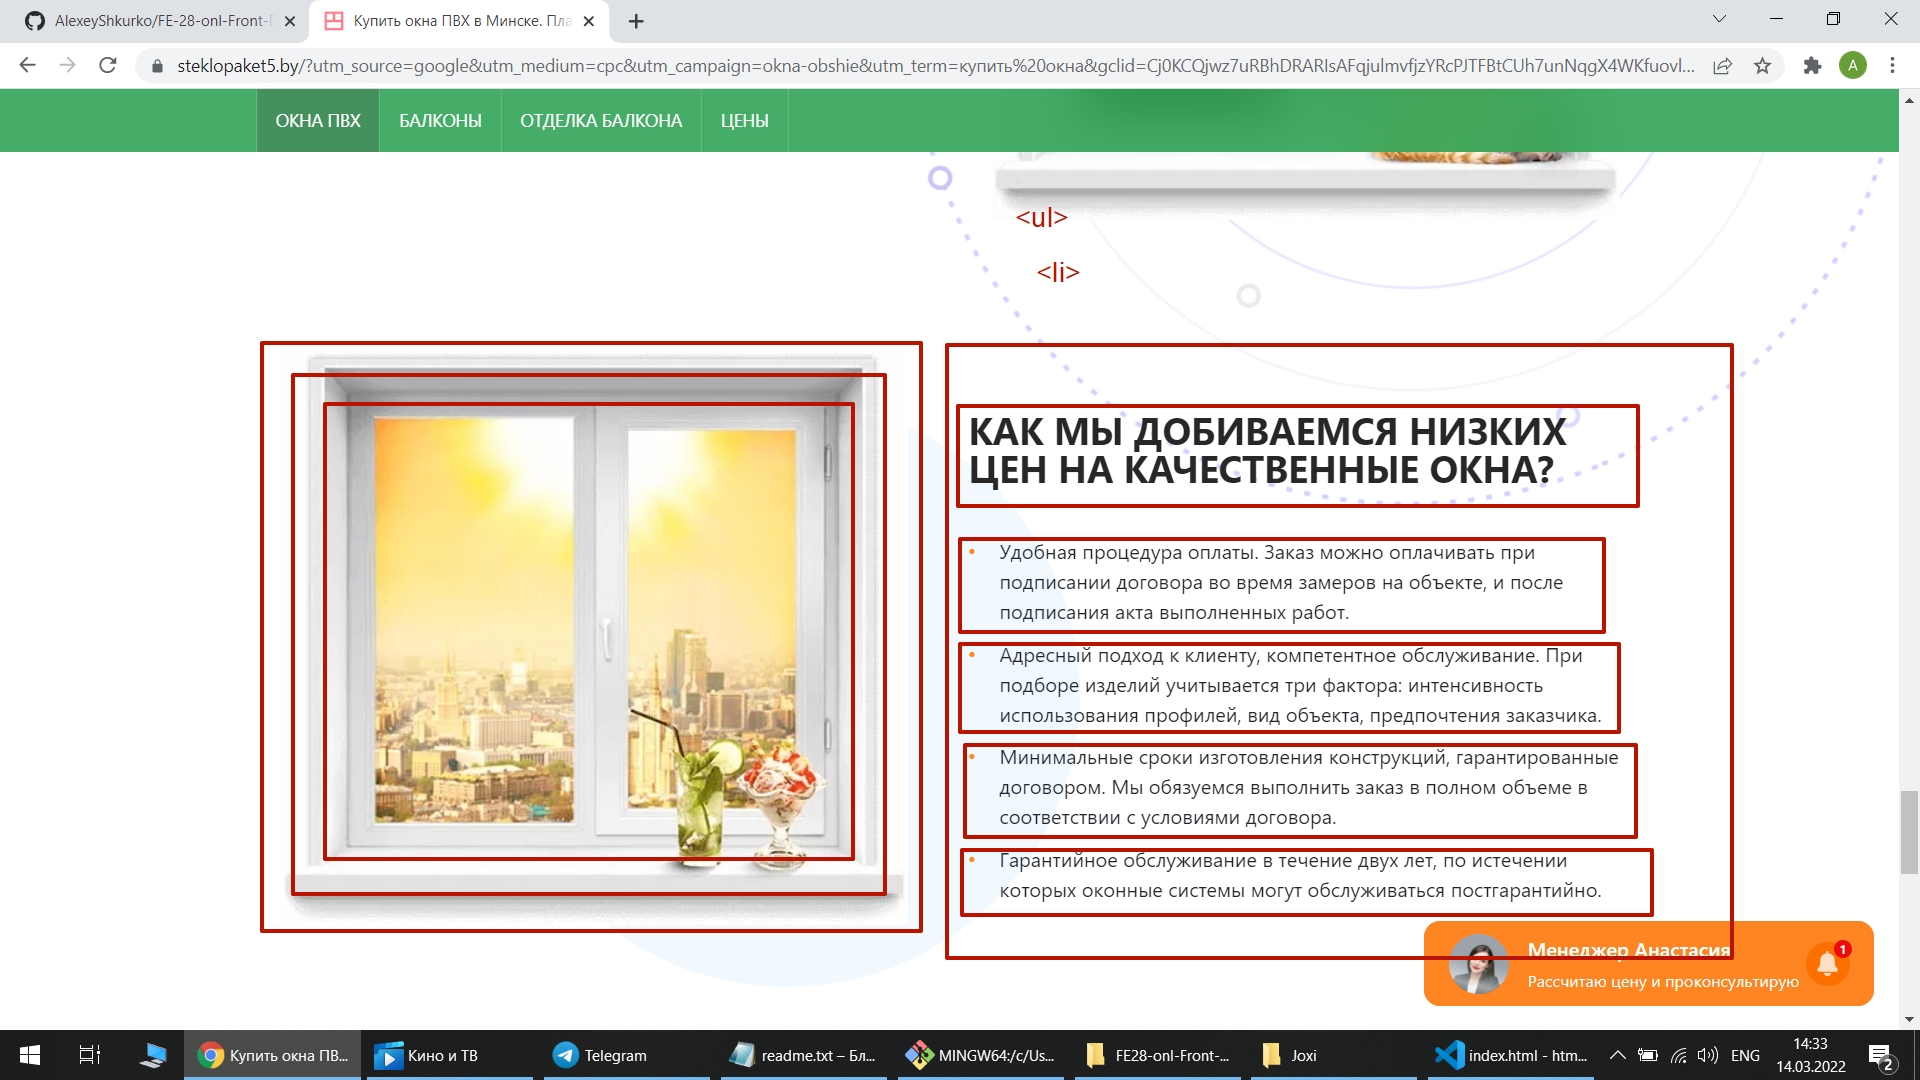 AlexeyShkurko/FE-28-onl-Front-E
Купить окна ПВХ в Минске. Пла
steklopaket5.by/?utm_source=google&utm_medium=cpc&utm_campaign=okna-obshie&utm_term=купить%20окна&gclid=Cj0KCQjwz7uRBhDRARIsAFqjulmvfjzYRcPJTFBtCUh7unNqgX4WKfuovl...
A
ОКНА ПВХ
БАЛКОНЫ
ОТДЕЛКА БАЛКОНА
ЦЕНЫ
<ul>
<li>
КАК МЫ ДОБИВАЕМСЯ НИЗКИХ
ЦЕН НА КАЧЕСТВЕННЫЕ ОКНА?
• Удобная процедура оплаты. Заказ можно оплачивать при
подписании договора во время замеров на объекте, и после
подписания акта выполненных работ.
• Адресный подход к клиенту, компетентное обслуживание. При
подборе изделий учитывается три фактора: интенсивность
использования профилей, вид объекта, предпочтения заказчика.
• Минимальные сроки изготовления конструкций, гарантированные
договором. Мы обязуемся выполнить заказ в полном объеме в
соответствии с условиями договора.
• Гарантийное обслуживание в течение двух лет, по истечении
которых оконные системы могут обслуживаться постгарантийно.
Менеджер Анастасия
1
Рассчитаю цену и проконсультирую
Купить окна ПВ...
Кино и ТВ
Telegram
readme.txt – Бл...
MINGW64:/c/Us...
FE28-onl-Front-...
Joxi
index.html - htm...
ENG
14:33
14.03.2022
2